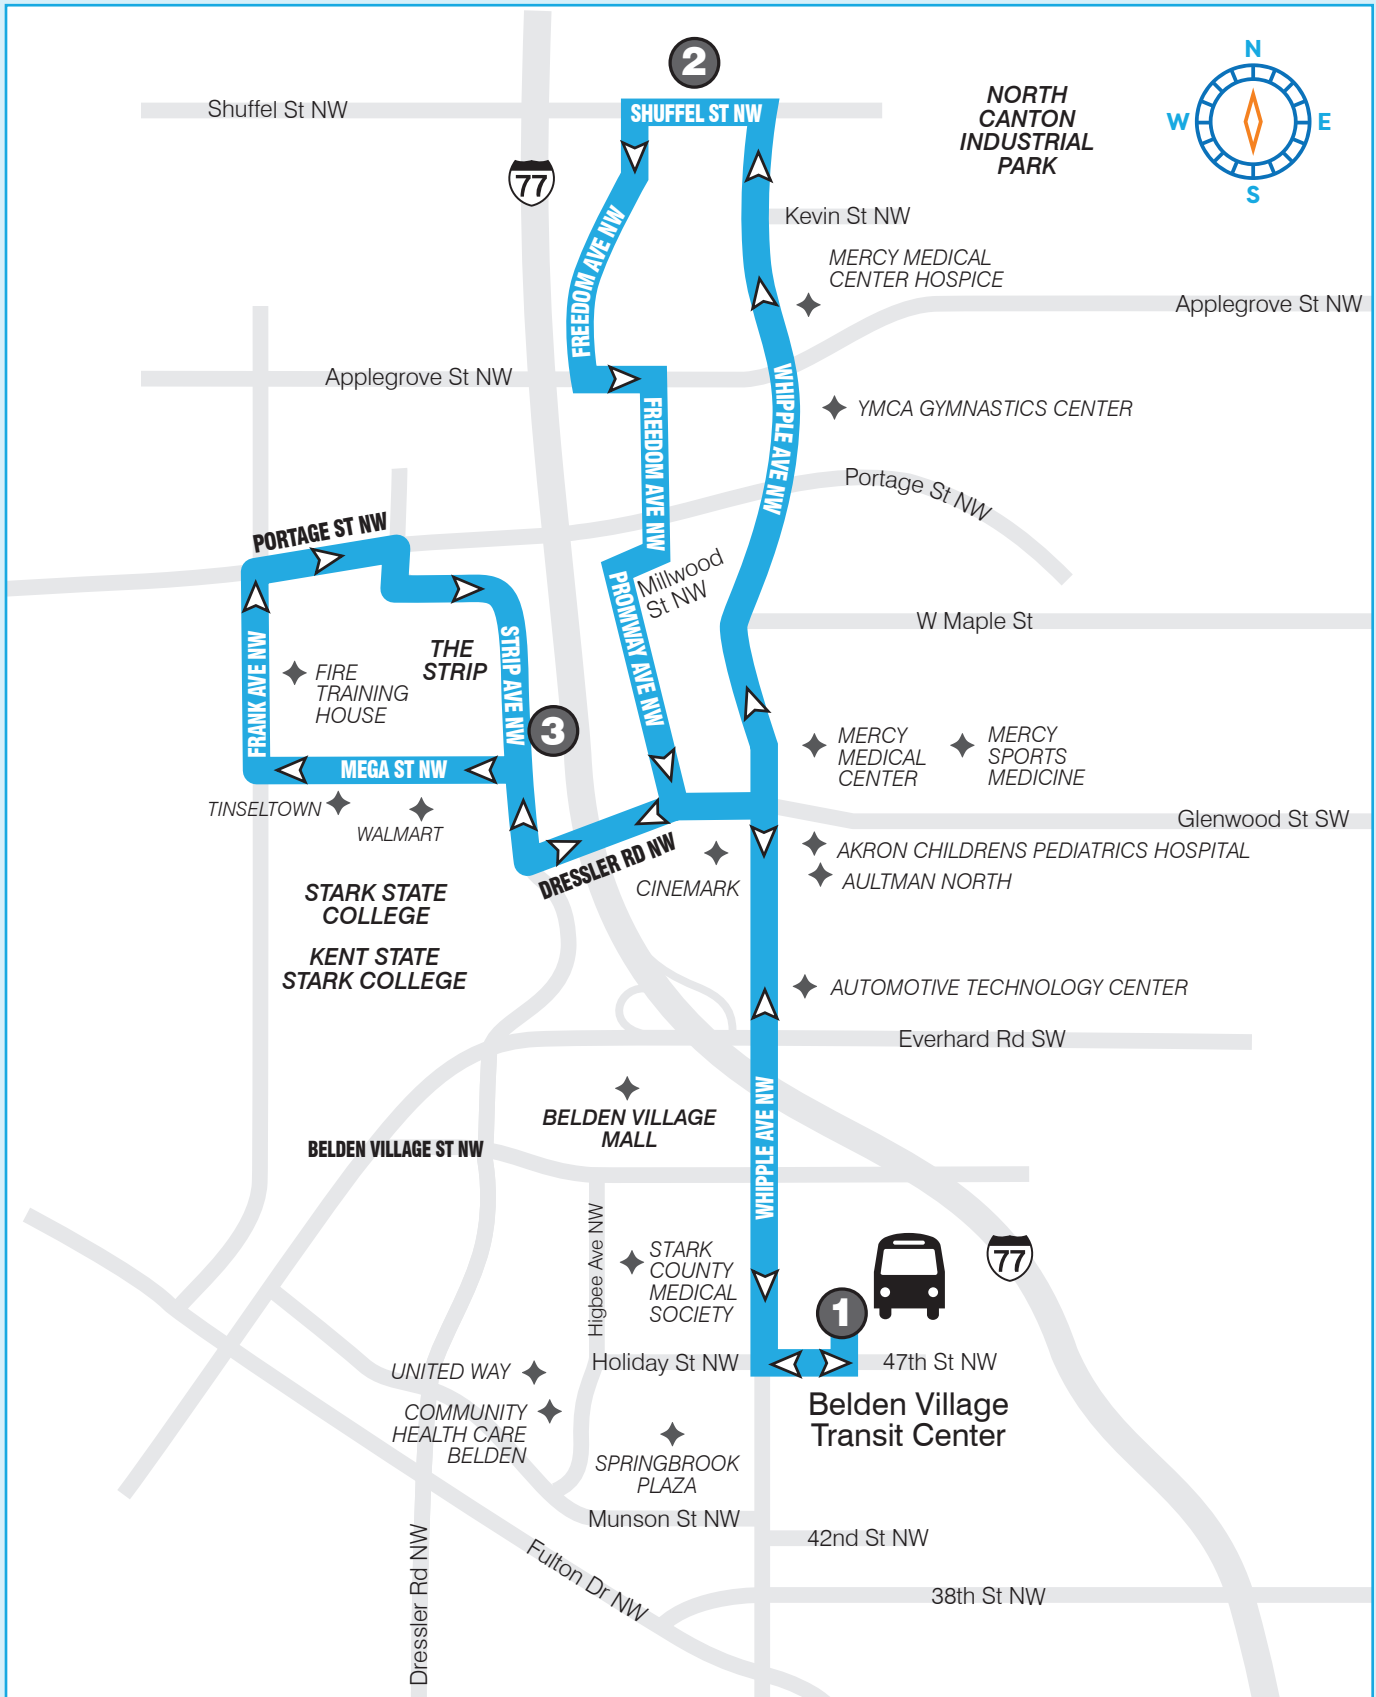 2
N
W
E
S
Shuffel St NW
SHUFFEL ST NW
NORTH
CANTON
INDUSTRIAL
PARK
77
Kevin St NW
FREEDOM AVE NW
MERCY MEDICAL
CENTER HOSPICE
Applegrove St NW
Applegrove St NW
WHIPPLE AVE NW
YMCA GYMNASTICS CENTER
FREEDOM AVE NW
Portage St NW
PORTAGE ST NW
Millwood
St NW
PROMWAY AVE NW
W Maple St
THE
STRIP
STRIP AVE NW
FRANK AVE NW
FIRE
TRAINING
HOUSE
3
MERCY
MEDICAL
CENTER
MERCY
SPORTS
MEDICINE
MEGA ST NW
TINSELTOWN
WALMART
Glenwood St SW
DRESSLER RD NW
CINEMARK
AKRON CHILDRENS PEDIATRICS HOSPITAL
AULTMAN NORTH
STARK STATE
COLLEGE
KENT STATE
STARK COLLEGE
AUTOMOTIVE TECHNOLOGY CENTER
Everhard Rd SW
BELDEN VILLAGE
MALL
WHIPPLE AVE NW
BELDEN VILLAGE ST NW
Higbee Ave NW
STARK
COUNTY
MEDICAL
SOCIETY
77
1
Holiday St NW
47th St NW
UNITED WAY
Belden Village
Transit Center
COMMUNITY
HEALTH CARE
BELDEN
SPRINGBROOK
PLAZA
Munson St NW
42nd St NW
Dressler Rd NW
Fulton Dr NW
38th St NW